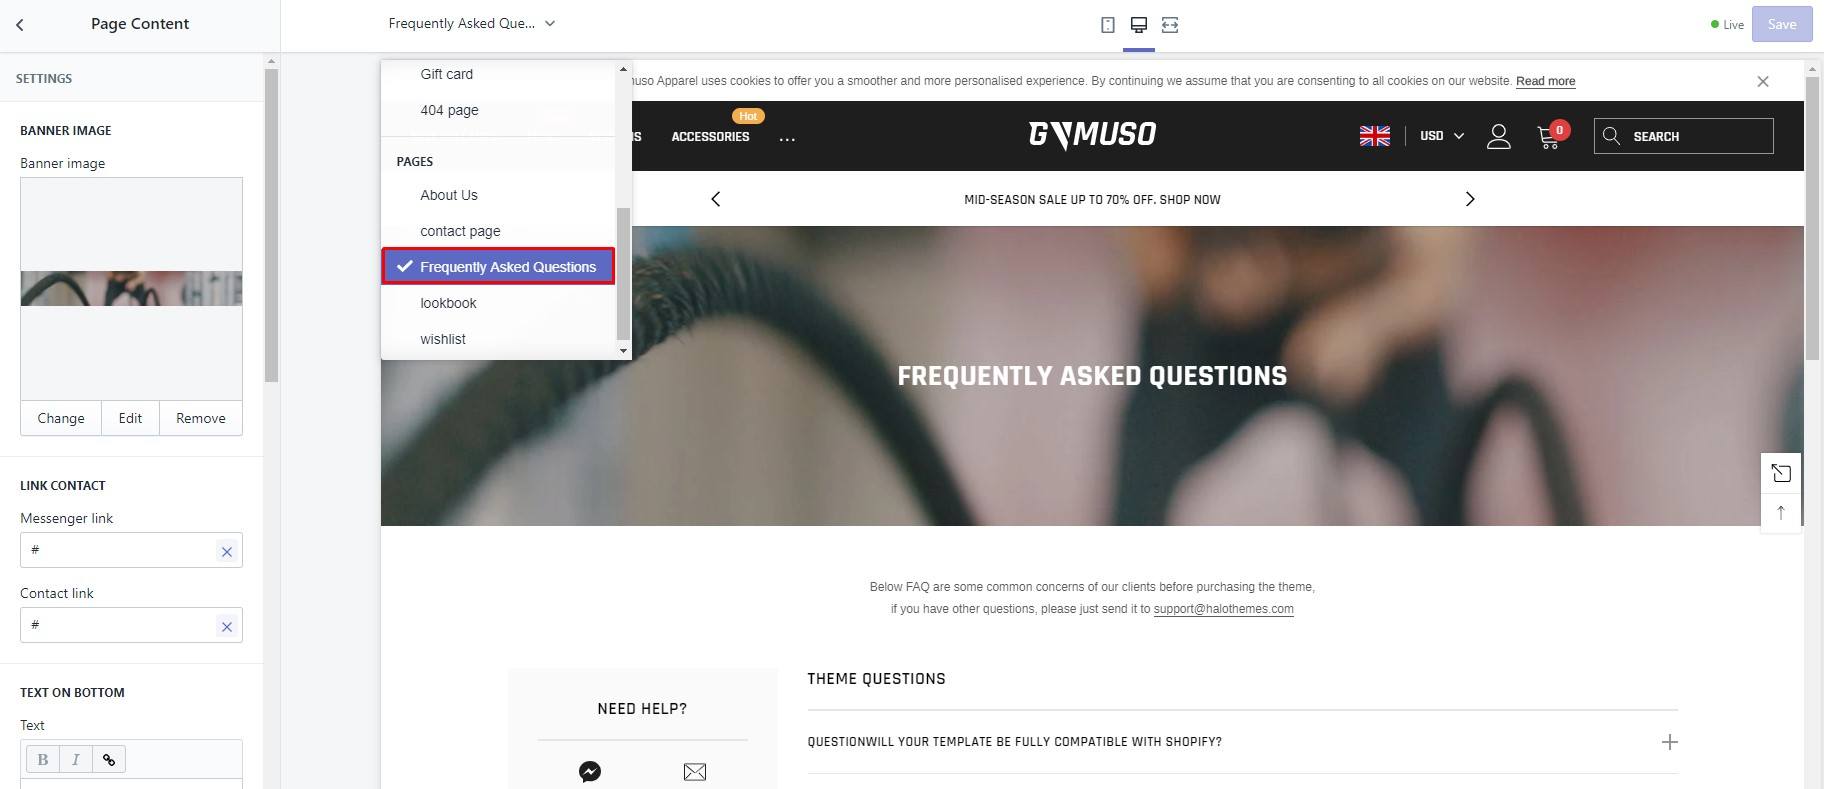 Page Content
Frequently Asked Que...
Live
Save
SETTINGS
BANNER IMAGE
Banner image
Change
Edit
Remove
LINK CONTACT
Messenger link
#
Contact link
#
TEXT ON BOTTOM
Text
B I
Gift card
404 page
PAGES
About Us
contact page
Frequently Asked Questions
lookbook
wishlist
muso Apparel uses cookies to offer you a smoother and more personalised experience. By continuing we assume that you are consenting to all cookies on our website. Read more
Hot
NS
ACCESSORIES
...
GVMUSO
USD
0
SEARCH
MID-SEASON SALE UP TO 70% OFF. SHOP NOW
FREQUENTLY ASKED QUESTIONS
Below FAQ are some common concerns of our clients before purchasing the theme,
if you have other questions, please just send it to support@halothemes.com
NEED HELP?
THEME QUESTIONS
QUESTIONWILL YOUR TEMPLATE BE FULLY COMPATIBLE WITH SHOPIFY?